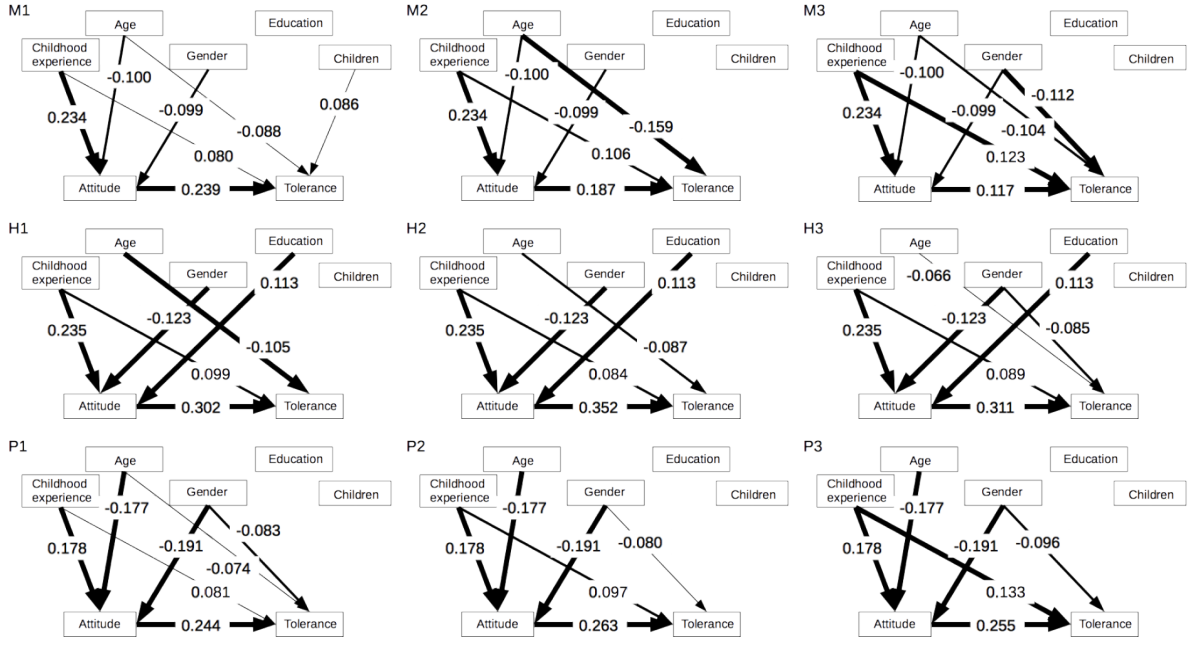 M1
Age
Education
Childhood
experience
Gender
Children
-0.100
0.234
-0.099
0.086
-0.088
0.080
Attitude
0.239
Tolerance
M2
Age
Education
Childhood
experience
Gender
Children
-0.100
0.234
-0.099
-0.159
0.106
Attitude
0.187
Tolerance
M3
Age
Education
Childhood
experience
Gender
Children
-0.100
-0.112
0.234
-0.099
-0.104
0.123
Attitude
0.117
Tolerance
H1
Age
Education
Childhood
experience
Gender
Children
0.113
-0.123
0.235
-0.105
0.099
Attitude
0.302
Tolerance
H2
Age
Education
Childhood
experience
Gender
Children
0.113
-0.123
0.235
-0.087
0.084
Attitude
0.352
Tolerance
H3
Age
Education
Childhood
experience
-0.066
Gender
Children
0.113
-0.123
0.235
-0.085
0.089
Attitude
0.311
Tolerance
P1
Age
Education
Childhood
experience
Gender
Children
-0.177
-0.083
0.178
-0.191
-0.074
0.081
Attitude
0.244
Tolerance
P2
Age
Education
Childhood
experience
Gender
Children
-0.177
0.178
-0.191
-0.080
0.097
Attitude
0.263
Tolerance
P3
Age
Education
Childhood
experience
Gender
Children
-0.177
0.178
-0.191
-0.096
0.133
Attitude
0.255
Tolerance